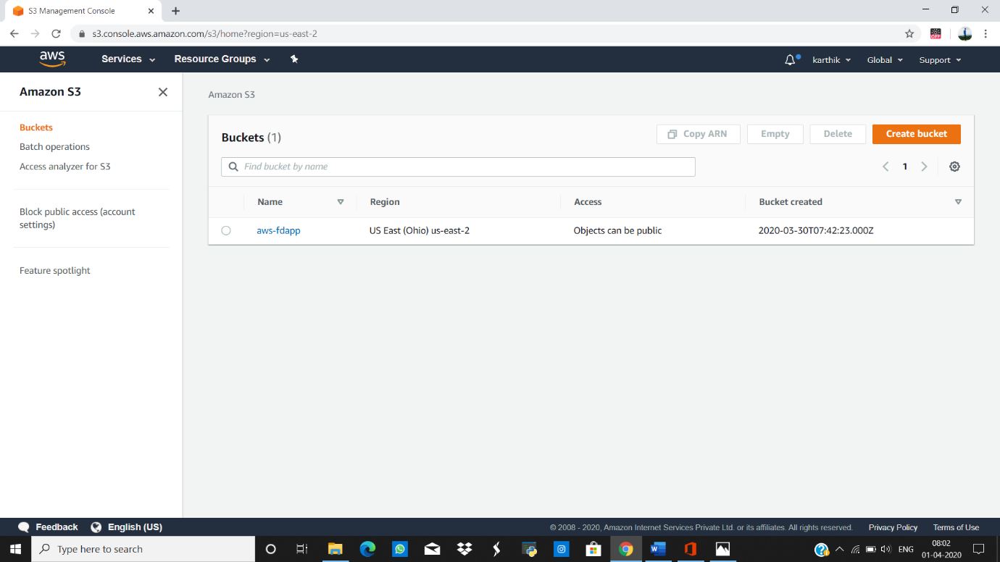 S3 Management Console
s3.console.aws.amazon.com/s3/home?region=us-east-2
OFF
aws
Services
Resource Groups
karthik
Global
Support
Amazon S3
Buckets
Batch operations
Access analyzer for S3
Block public access (account
settings)
Feature spotlight
Amazon S3
Buckets (1)
Copy ARN
Empty
Delete
Create bucket
Find bucket by name
1
Name Region Access Bucket created
aws-fdapp US East (Ohio) us-east-2 Objects can be public 2020-03-30T07:42:23.000Z
Feedback
English (US)
© 2008 - 2020, Amazon Internet Services Private Ltd. or its affiliates. All rights reserved.
Privacy Policy
Terms of Use
Type here to search
ENG
08:02
01-04-2020